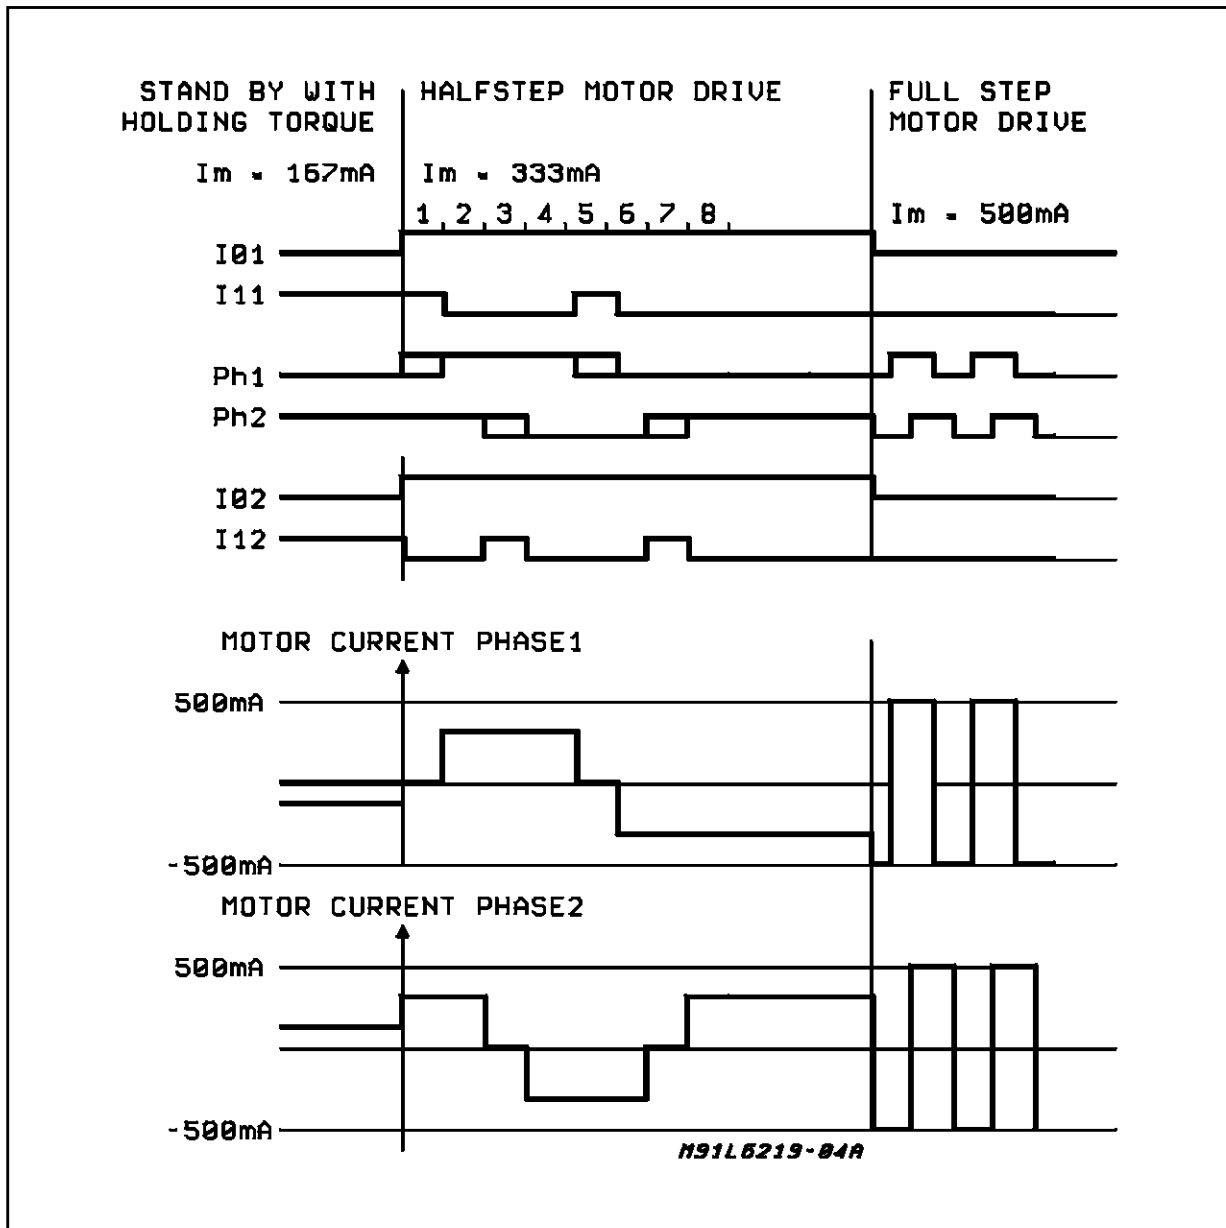 STAND BY WITH
HOLDING TORQUE
Im = 167mA
HALFSTEP MOTOR DRIVE
Im = 333mA
1 2 3 4 5 6 7 8
FULL STEP
MOTOR DRIVE
Im = 500mA
I01
I11
Ph1
Ph2
I02
I12
MOTOR CURRENT PHASE1
500mA
-500mA
MOTOR CURRENT PHASE2
500mA
-500mA
M91L6219-04A